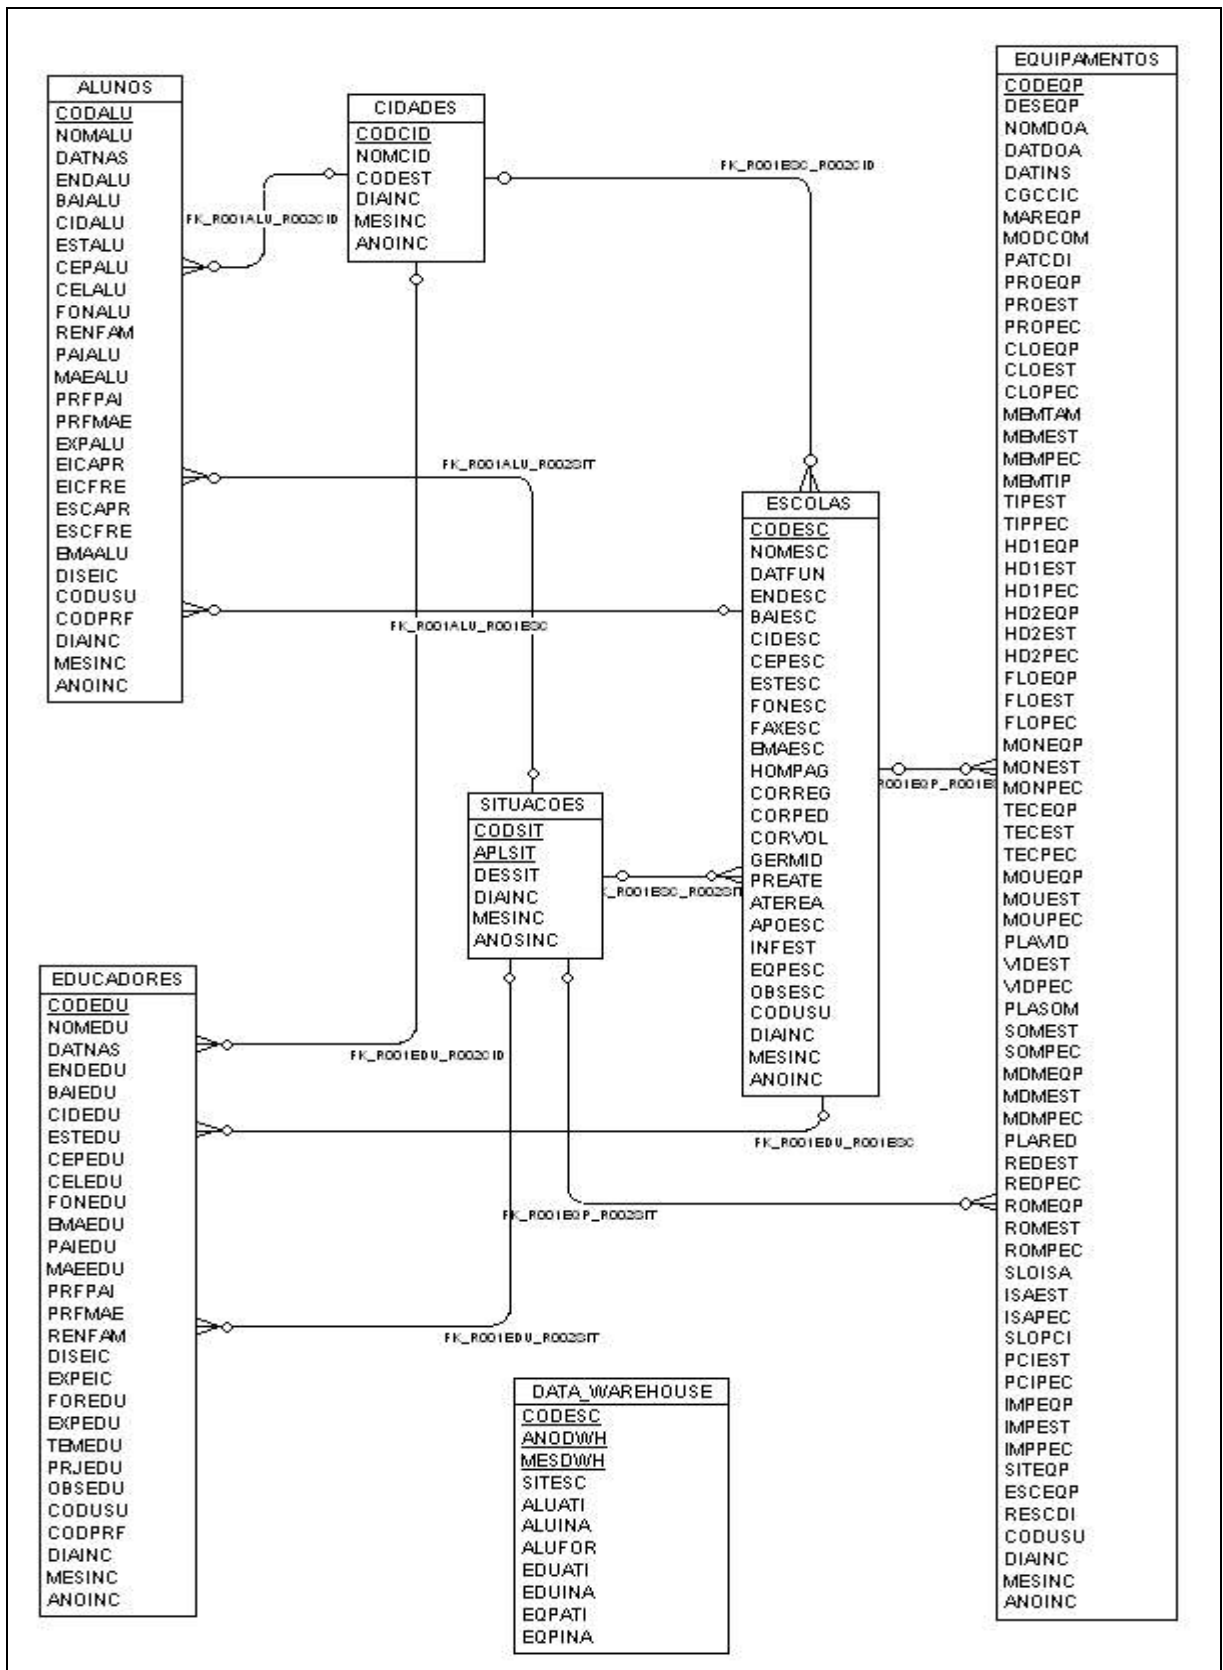 ALUNOS
CODALU
NOMALU
DATNAS
ENDALU
BAIALU
CIDALU
ESTALU
CEPALU
CELALU
FONALU
RENFAM
PAIALU
MAEALU
PRFPAI
PRFMAE
EXPALU
EICAPR
EICFRE
ESCAPR
ESCFRE
EMAALU
DISEIC
CODUSU
CODPRF
DIAINC
MESINC
ANOINC
CIDADES
CODCID
NOMCID
CODEST
DIAINC
MESINC
ANOINC
FK_R001ALU_R002CID
FK_R001ESC_R002CID
FK_R001ALU_R002SIT
FK_R001ALU_R001ESC
ESCOLAS
CODESC
NOMESC
DATFUN
ENDESC
BAIESC
CIDESC
CEPESC
ESTESC
FONESC
FAXESC
EMAESC
HOMPAG
CORREG
CORPED
CORVOL
GERMID
PREATE
ATEREA
APOESC
INFEST
EQPESC
OBSESC
CODUSU
DIAINC
MESINC
ANOINC
R001EQP_R001ES
SITUACOES
CODSIT
APLSIT
DESSIT
DIAINC
MESINC
ANOSINC
K_R001ESC_R002SIT
EDUCADORES
CODEDU
NOMEDU
DATNAS
ENDEDU
BAIEDU
CIDEDU
ESTEDU
CEPEDU
CELEDU
FONEDU
EMAEDU
PAIEDU
MAEEDU
PRFPAI
PRFMAE
RENFAM
DISEIC
EXPEIC
FOREDU
EXPEDU
TEMEDU
PRJEDU
OBSEDU
CODUSU
CODPRF
DIAINC
MESINC
ANOINC
FK_R001EDU_R002CID
FK_R001EDU_R001ESC
FK_R001EQP_R002SIT
FK_R001EDU_R002SIT
DATA_WAREHOUSE
CODESC
ANODWH
MESDWH
SITESC
ALUATI
ALUINA
ALUFOR
EDUATI
EDUINA
EQPATI
EQPINA
EQUIPAMENTOS
CODEQP
DESEQP
NOMDOA
DATDOA
DATINS
CGCCIC
MAREQP
MODCOM
PATCDI
PROEQP
PROEST
PROPEC
CLOEQP
CLOEST
CLOPEC
MEMTAM
MEMEST
MEMPEC
MEMTIP
TIPEST
TIPPEC
HD1EQP
HD1EST
HD1PEC
HD2EQP
HD2EST
HD2PEC
FLOEQP
FLOEST
FLOPEC
MONEQP
MONEST
MONPEC
TECEQP
TECEST
TECPEC
MOUEQP
MOUEST
MOUPEC
PLAVID
VIDEST
VIDPEC
PLASOM
SOMEST
SOMPEC
MDMEQP
MDMEST
MDMPEC
PLARED
REDEST
REDPEC
ROMEQP
ROMEST
ROMPEC
SLOISA
ISAEST
ISAPEC
SLOPCI
PCIEST
PCIPEC
IMPEQP
IMPEST
IMPPEC
SITEQP
ESCEQP
RESCDI
CODUSU
DIAINC
MESINC
ANOINC